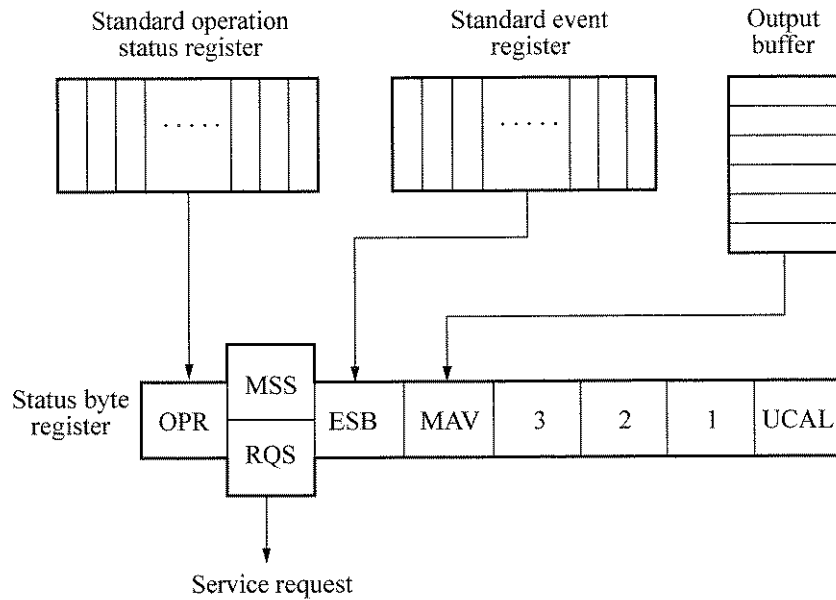 Standard operation
status register
Standard event
register
Output
buffer
.....
.....
Status byte
register
OPR
MSS
RQS
ESB
MAV
3
2
1
UCAL
Service request